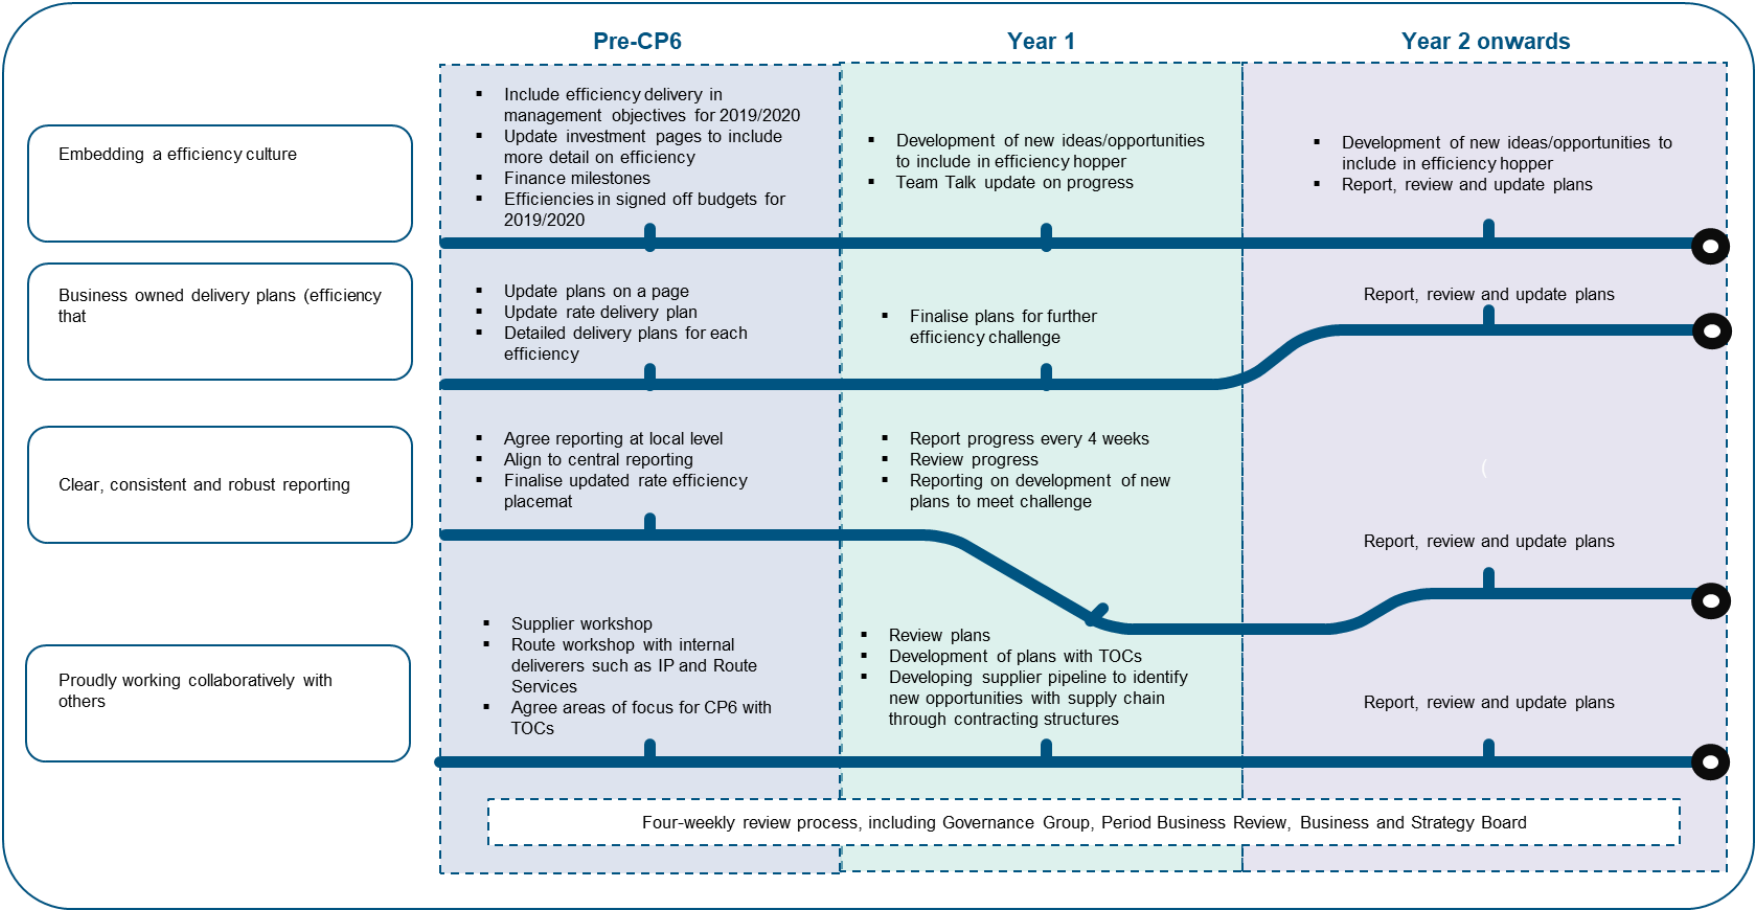 Pre-CP6
Year 1
Year 2 onwards
Embedding a efficiency culture
▪ Include efficiency delivery in
management objectives for 2019/2020
▪ Update investment pages to include
more detail on efficiency
▪ Finance milestones
▪ Efficiencies in signed off budgets for
2019/2020
▪ Development of new ideas/opportunities
to include in efficiency hopper
▪ Team Talk update on progress
▪ Development of new ideas/opportunities to
include in efficiency hopper
▪ Report, review and update plans
Business owned delivery plans (efficiency
that
▪ Update plans on a page
▪ Update rate delivery plan
▪ Detailed delivery plans for each
efficiency
▪ Finalise plans for further
efficiency challenge
Report, review and update plans
Clear, consistent and robust reporting
▪ Agree reporting at local level
▪ Align to central reporting
▪ Finalise updated rate efficiency
placemat
▪ Report progress every 4 weeks
▪ Review progress
▪ Reporting on development of new
plans to meet challenge
(
Report, review and update plans
Proudly working collaboratively with
others
▪ Supplier workshop
▪ Route workshop with internal
deliverers such as IP and Route
Services
▪ Agree areas of focus for CP6 with
TOCs
▪ Review plans
▪ Development of plans with TOCs
▪ Developing supplier pipeline to identify
new opportunities with supply chain
through contracting structures
Report, review and update plans
Four-weekly review process, including Governance Group, Period Business Review, Business and Strategy Board